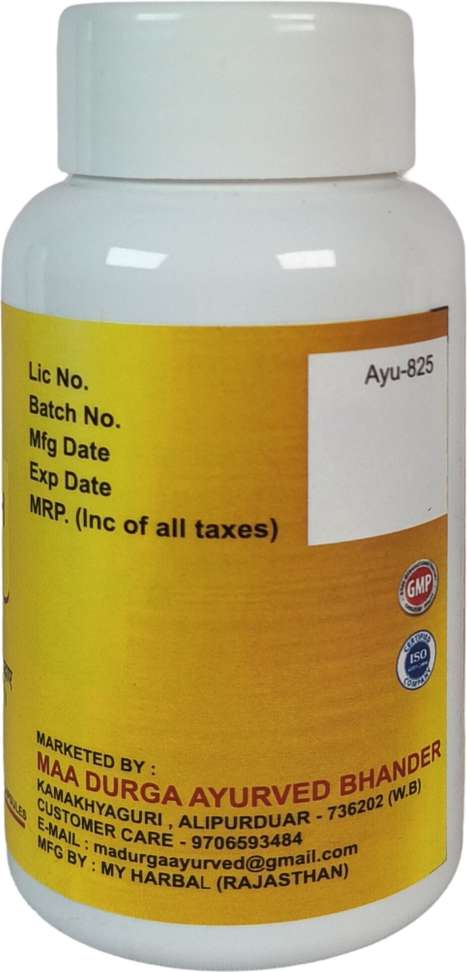 Lic No.
Ayu-825
Batch No.
Mfg Date
Exp Date
MRP. (Inc of all taxes)
GMP
CERTIFIED
ISO
COMPANY
MARKETED BY :
MAA DURGA AYURVED BHANDER
KAMAKHYAGURI , ALIPURDUAR - 736202 (W.B)
CUSTOMER CARE - 9706593484
E-MAIL : madurgaayurved@gmail.com
MFG BY : MY HARBAL (RAJASTHAN)